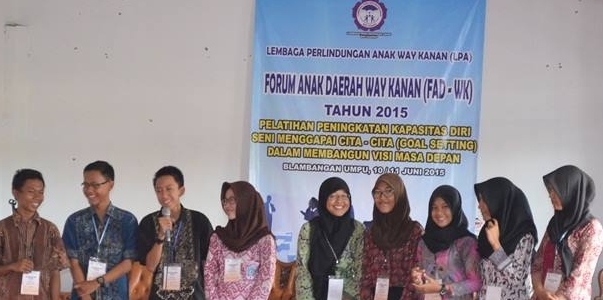 LEMBAGA PERLINDUNGAN ANAK WAY KANAN (LPA)
FORUM ANAK DAERAH WAY KANAN (FAD - WK)
TAHUN 2015
PELATIHAN PENINGKATAN KAPASITAS DIRI
SENI MENGGAPAI CITA - CITA (GOAL SETTING)
DALAM MEMBANGUN VISI MASA DEPAN
BLAMBANGAN UMPU, 10 / 11 JUNI 2015